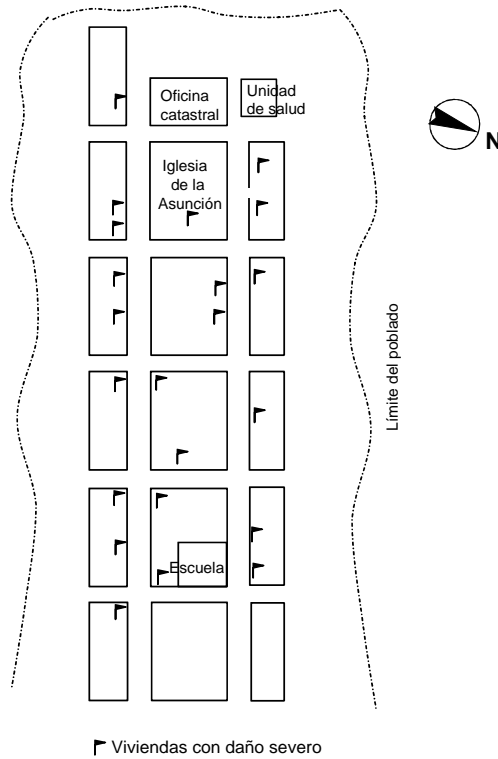 Oficina
catastral
Unidad
de salud
N
Iglesia
de la
Asunción
Límite del poblado
Escuela
Viviendas con daño severo